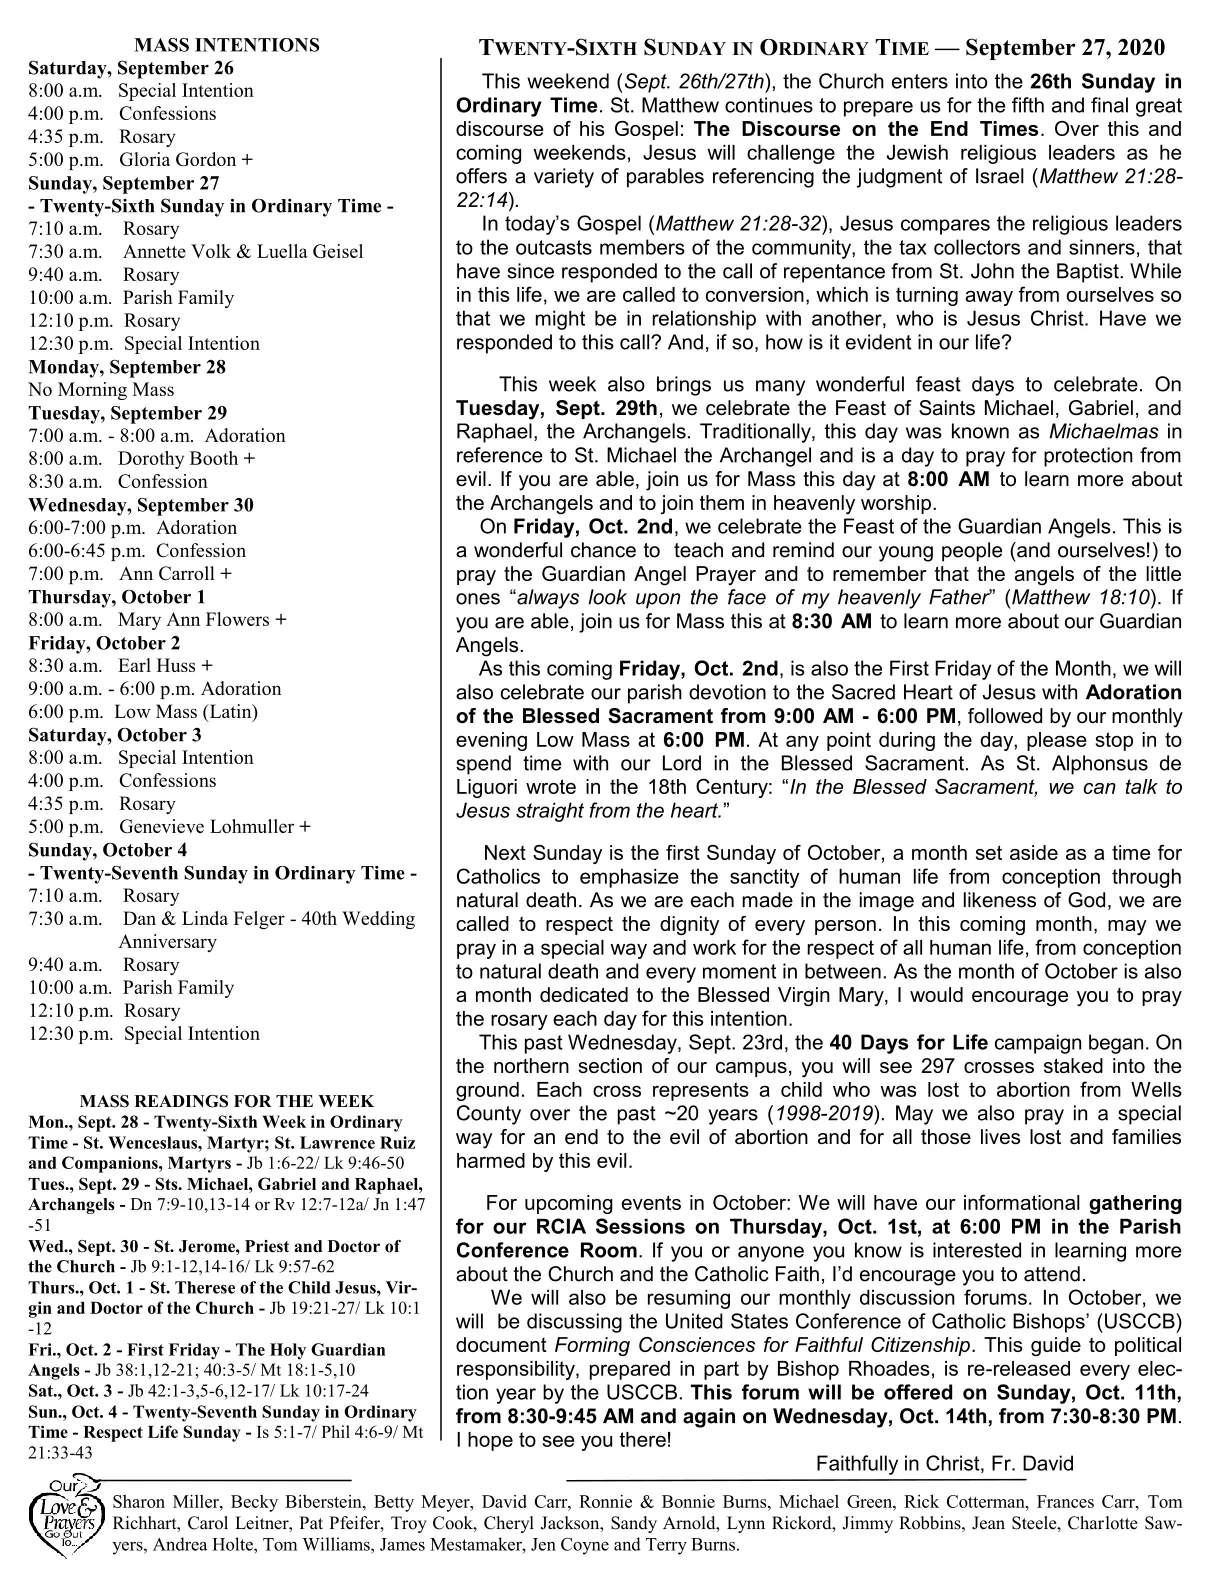 MASS INTENTIONS
Saturday, September 26
8:00 a.m. Special Intention
4:00 p.m. Confessions
4:35 p.m. Rosary
5:00 p.m. Gloria Gordon +
Sunday, September 27
- Twenty-Sixth Sunday in Ordinary Time -
7:10 a.m. Rosary
7:30 a.m. Annette Volk & Luella Geisel
9:40 a.m. Rosary
10:00 a.m. Parish Family
12:10 p.m. Rosary
12:30 p.m. Special Intention
Monday, September 28
No Morning Mass
Tuesday, September 29
7:00 a.m. - 8:00 a.m. Adoration
8:00 a.m. Dorothy Booth +
8:30 a.m. Confession
Wednesday, September 30
6:00-7:00 p.m. Adoration
6:00-6:45 p.m. Confession
7:00 p.m. Ann Carroll +
Thursday, October 1
8:00 a.m. Mary Ann Flowers +
Friday, October 2
8:30 a.m. Earl Huss +
9:00 a.m. - 6:00 p.m. Adoration
6:00 p.m. Low Mass (Latin)
Saturday, October 3
8:00 a.m. Special Intention
4:00 p.m. Confessions
4:35 p.m. Rosary
5:00 p.m. Genevieve Lohmuller +
Sunday, October 4
- Twenty-Seventh Sunday in Ordinary Time -
7:10 a.m. Rosary
7:30 a.m. Dan & Linda Felger - 40th Wedding
Anniversary
9:40 a.m. Rosary
10:00 a.m. Parish Family
12:10 p.m. Rosary
12:30 p.m. Special Intention
MASS READINGS FOR THE WEEK
Mon., Sept. 28 - Twenty-Sixth Week in Ordinary
Time - St. Wenceslaus, Martyr; St. Lawrence Ruiz
and Companions, Martyrs - Jb 1:6-22/ Lk 9:46-50
Tues., Sept. 29 - Sts. Michael, Gabriel and Raphael,
Archangels - Dn 7:9-10,13-14 or Rv 12:7-12a/ Jn 1:47
-51
Wed., Sept. 30 - St. Jerome, Priest and Doctor of
the Church - Jb 9:1-12,14-16/ Lk 9:57-62
Thurs., Oct. 1 - St. Therese of the Child Jesus, Vir-
gin and Doctor of the Church - Jb 19:21-27/ Lk 10:1
-12
Fri., Oct. 2 - First Friday - The Holy Guardian
Angels - Jb 38:1,12-21; 40:3-5/ Mt 18:1-5,10
Sat., Oct. 3 - Jb 42:1-3,5-6,12-17/ Lk 10:17-24
Sun., Oct. 4 - Twenty-Seventh Sunday in Ordinary
Time - Respect Life Sunday - Is 5:1-7/ Phil 4:6-9/ Mt
21:33-43
TWENTY-SIXTH SUNDAY IN ORDINARY TIME — September 27, 2020
This weekend (Sept. 26th/27th), the Church enters into the 26th Sunday in
Ordinary Time. St. Matthew continues to prepare us for the fifth and final great
discourse of his Gospel: The Discourse on the End Times. Over this and
coming weekends, Jesus will challenge the Jewish religious leaders as he
offers a variety of parables referencing the judgment of Israel (Matthew 21:28-
22:14).
In today's Gospel (Matthew 21:28-32), Jesus compares the religious leaders
to the outcasts members of the community, the tax collectors and sinners, that
have since responded to the call of repentance from St. John the Baptist. While
in this life, we are called to conversion, which is turning away from ourselves so
that we might be in relationship with another, who is Jesus Christ. Have we
responded to this call? And, if so, how is it evident in our life?
This week also brings us many wonderful feast days to celebrate. On
Tuesday, Sept. 29th, we celebrate the Feast of Saints Michael, Gabriel, and
Raphael, the Archangels. Traditionally, this day was known as Michaelmas in
reference to St. Michael the Archangel and is a day to pray for protection from
evil. If you are able, join us for Mass this day at 8:00 AM to learn more about
the Archangels and to join them in heavenly worship.
On Friday, Oct. 2nd, we celebrate the Feast of the Guardian Angels. This is
a wonderful chance to teach and remind our young people (and ourselves!) to
pray the Guardian Angel Prayer and to remember that the angels of the little
ones “always look upon the face of my heavenly Father” (Matthew 18:10). If
you are able, join us for Mass this at 8:30 AM to learn more about our Guardian
Angels.
As this coming Friday, Oct. 2nd, is also the First Friday of the Month, we will
also celebrate our parish devotion to the Sacred Heart of Jesus with Adoration
of the Blessed Sacrament from 9:00 AM - 6:00 PM, followed by our monthly
evening Low Mass at 6:00 PM. At any point during the day, please stop in to
spend time with our Lord in the Blessed Sacrament. As St. Alphonsus de
Liguori wrote in the 18th Century: “In the Blessed Sacrament, we can talk to
Jesus straight from the heart.”
Next Sunday is the first Sunday of October, a month set aside as a time for
Catholics to emphasize the sanctity of human life from conception through
natural death. As we are each made in the image and likeness of God, we are
called to respect the dignity of every person. In this coming month, may we
pray in a special way and work for the respect of all human life, from conception
to natural death and every moment in between. As the month of October is also
a month dedicated to the Blessed Virgin Mary, I would encourage you to pray
the rosary each day for this intention.
This past Wednesday, Sept. 23rd, the 40 Days for Life campaign began. On
the northern section of our campus, you will see 297 crosses staked into the
ground. Each cross represents a child who was lost to abortion from Wells
County over the past ~20 years (1998-2019). May we also pray in a special
way for an end to the evil of abortion and for all those lives lost and families
harmed by this evil.
For upcoming events in October: We will have our informational gathering
for our RCIA Sessions on Thursday, Oct. 1st, at 6:00 PM in the Parish
Conference Room. If you or anyone you know is interested in learning more
about the Church and the Catholic Faith, I'd encourage you to attend.
We will also be resuming our monthly discussion forums. In October, we
will be discussing the United States Conference of Catholic Bishops' (USCCB)
document Forming Consciences for Faithful Citizenship. This guide to political
responsibility, prepared in part by Bishop Rhoades, is re-released every elec-
tion year by the USCCB. This forum will be offered on Sunday, Oct. 11th,
from 8:30-9:45 AM and again on Wednesday, Oct. 14th, from 7:30-8:30 PM.
I hope to see you there!
Faithfully in Christ, Fr. David
Our
Love &
Prayers
Go Out
To...
Sharon Miller, Becky Biberstein, Betty Meyer, David Carr, Ronnie & Bonnie Burns, Michael Green, Rick Cotterman, Frances Carr, Tom
Richhart, Carol Leitner, Pat Pfeifer, Troy Cook, Cheryl Jackson, Sandy Arnold, Lynn Rickord, Jimmy Robbins, Jean Steele, Charlotte Saw-
yers, Andrea Holte, Tom Williams, James Mestamaker, Jen Coyne and Terry Burns.